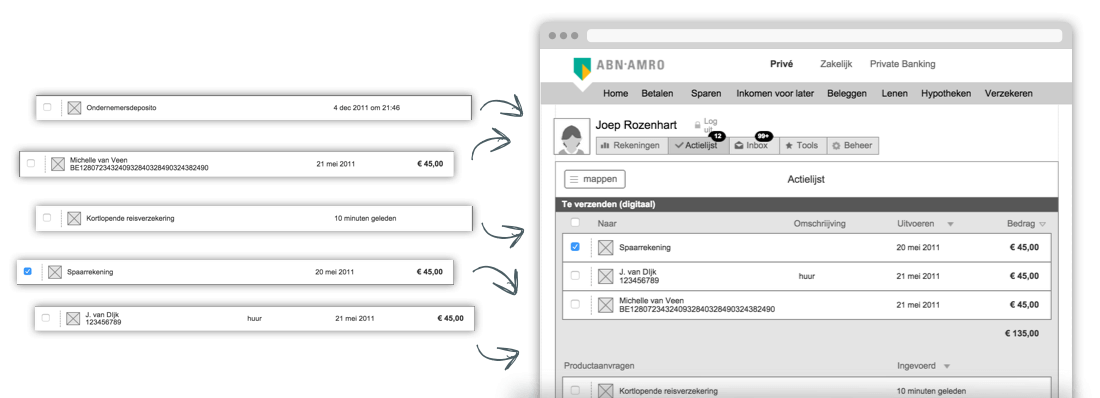 Ondernemersdeposito 4 dec 2011 om 21:46
Michelle van Veen
BE12807234324093284032849032438​2490 21 mei 2011 € 45,00
Kortlopende reisverzekering 10 minuten geleden
Spaarrekening 20 mei 2011 € 45,00
J. van DIjk
123456789 huur 21 mei 2011 € 45,00
ABN·AMRO Privé Zakelijk Private Banking
Home Betalen Sparen Inkomen voor later Beleggen Lenen Hypotheken Verzekeren
Joep Rozenhart Log
uit
12 99+
Rekeningen Actielijst Inbox Tools Beheer
mappen Actielijst
Te verzenden (digitaal)
Naar Omschrijving Uitvoeren Bedrag
Spaarrekening 20 mei 2011 € 45,00
J. van DIjk
123456789 huur 21 mei 2011 € 45,00
Michelle van Veen
BE128072343240932840328490324382490 21 mei 2011 € 45,00
€ 135,00
Productaanvragen Ingevoerd
Kortlopende reisverzekering 10 minuten geleden